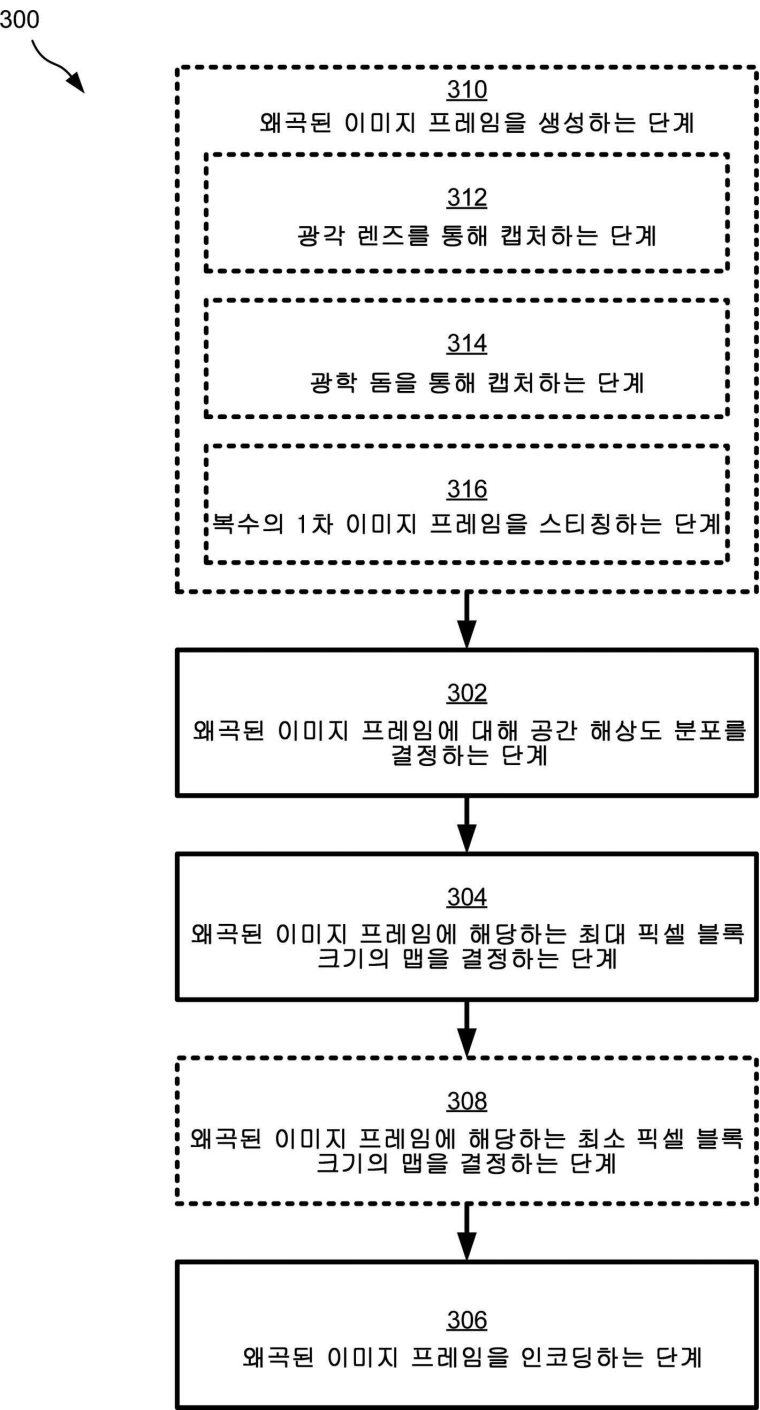 300
310
왜곡된 이미지 프레임을 생성하는 단계
312
광각 렌즈를 통해 캡처하는 단계
314
광학 돔을 통해 캡처하는 단계
316
복수의 1차 이미지 프레임을 스티칭하는 단계
302
왜곡된 이미지 프레임에 대해 공간 해상도 분포를
결정하는 단계
304
왜곡된 이미지 프레임에 해당하는 최대 픽셀 블록
크기의 맵을 결정하는 단계
308
왜곡된 이미지 프레임에 해당하는 최소 픽셀 블록
크기의 맵을 결정하는 단계
306
왜곡된 이미지 프레임을 인코딩하는 단계